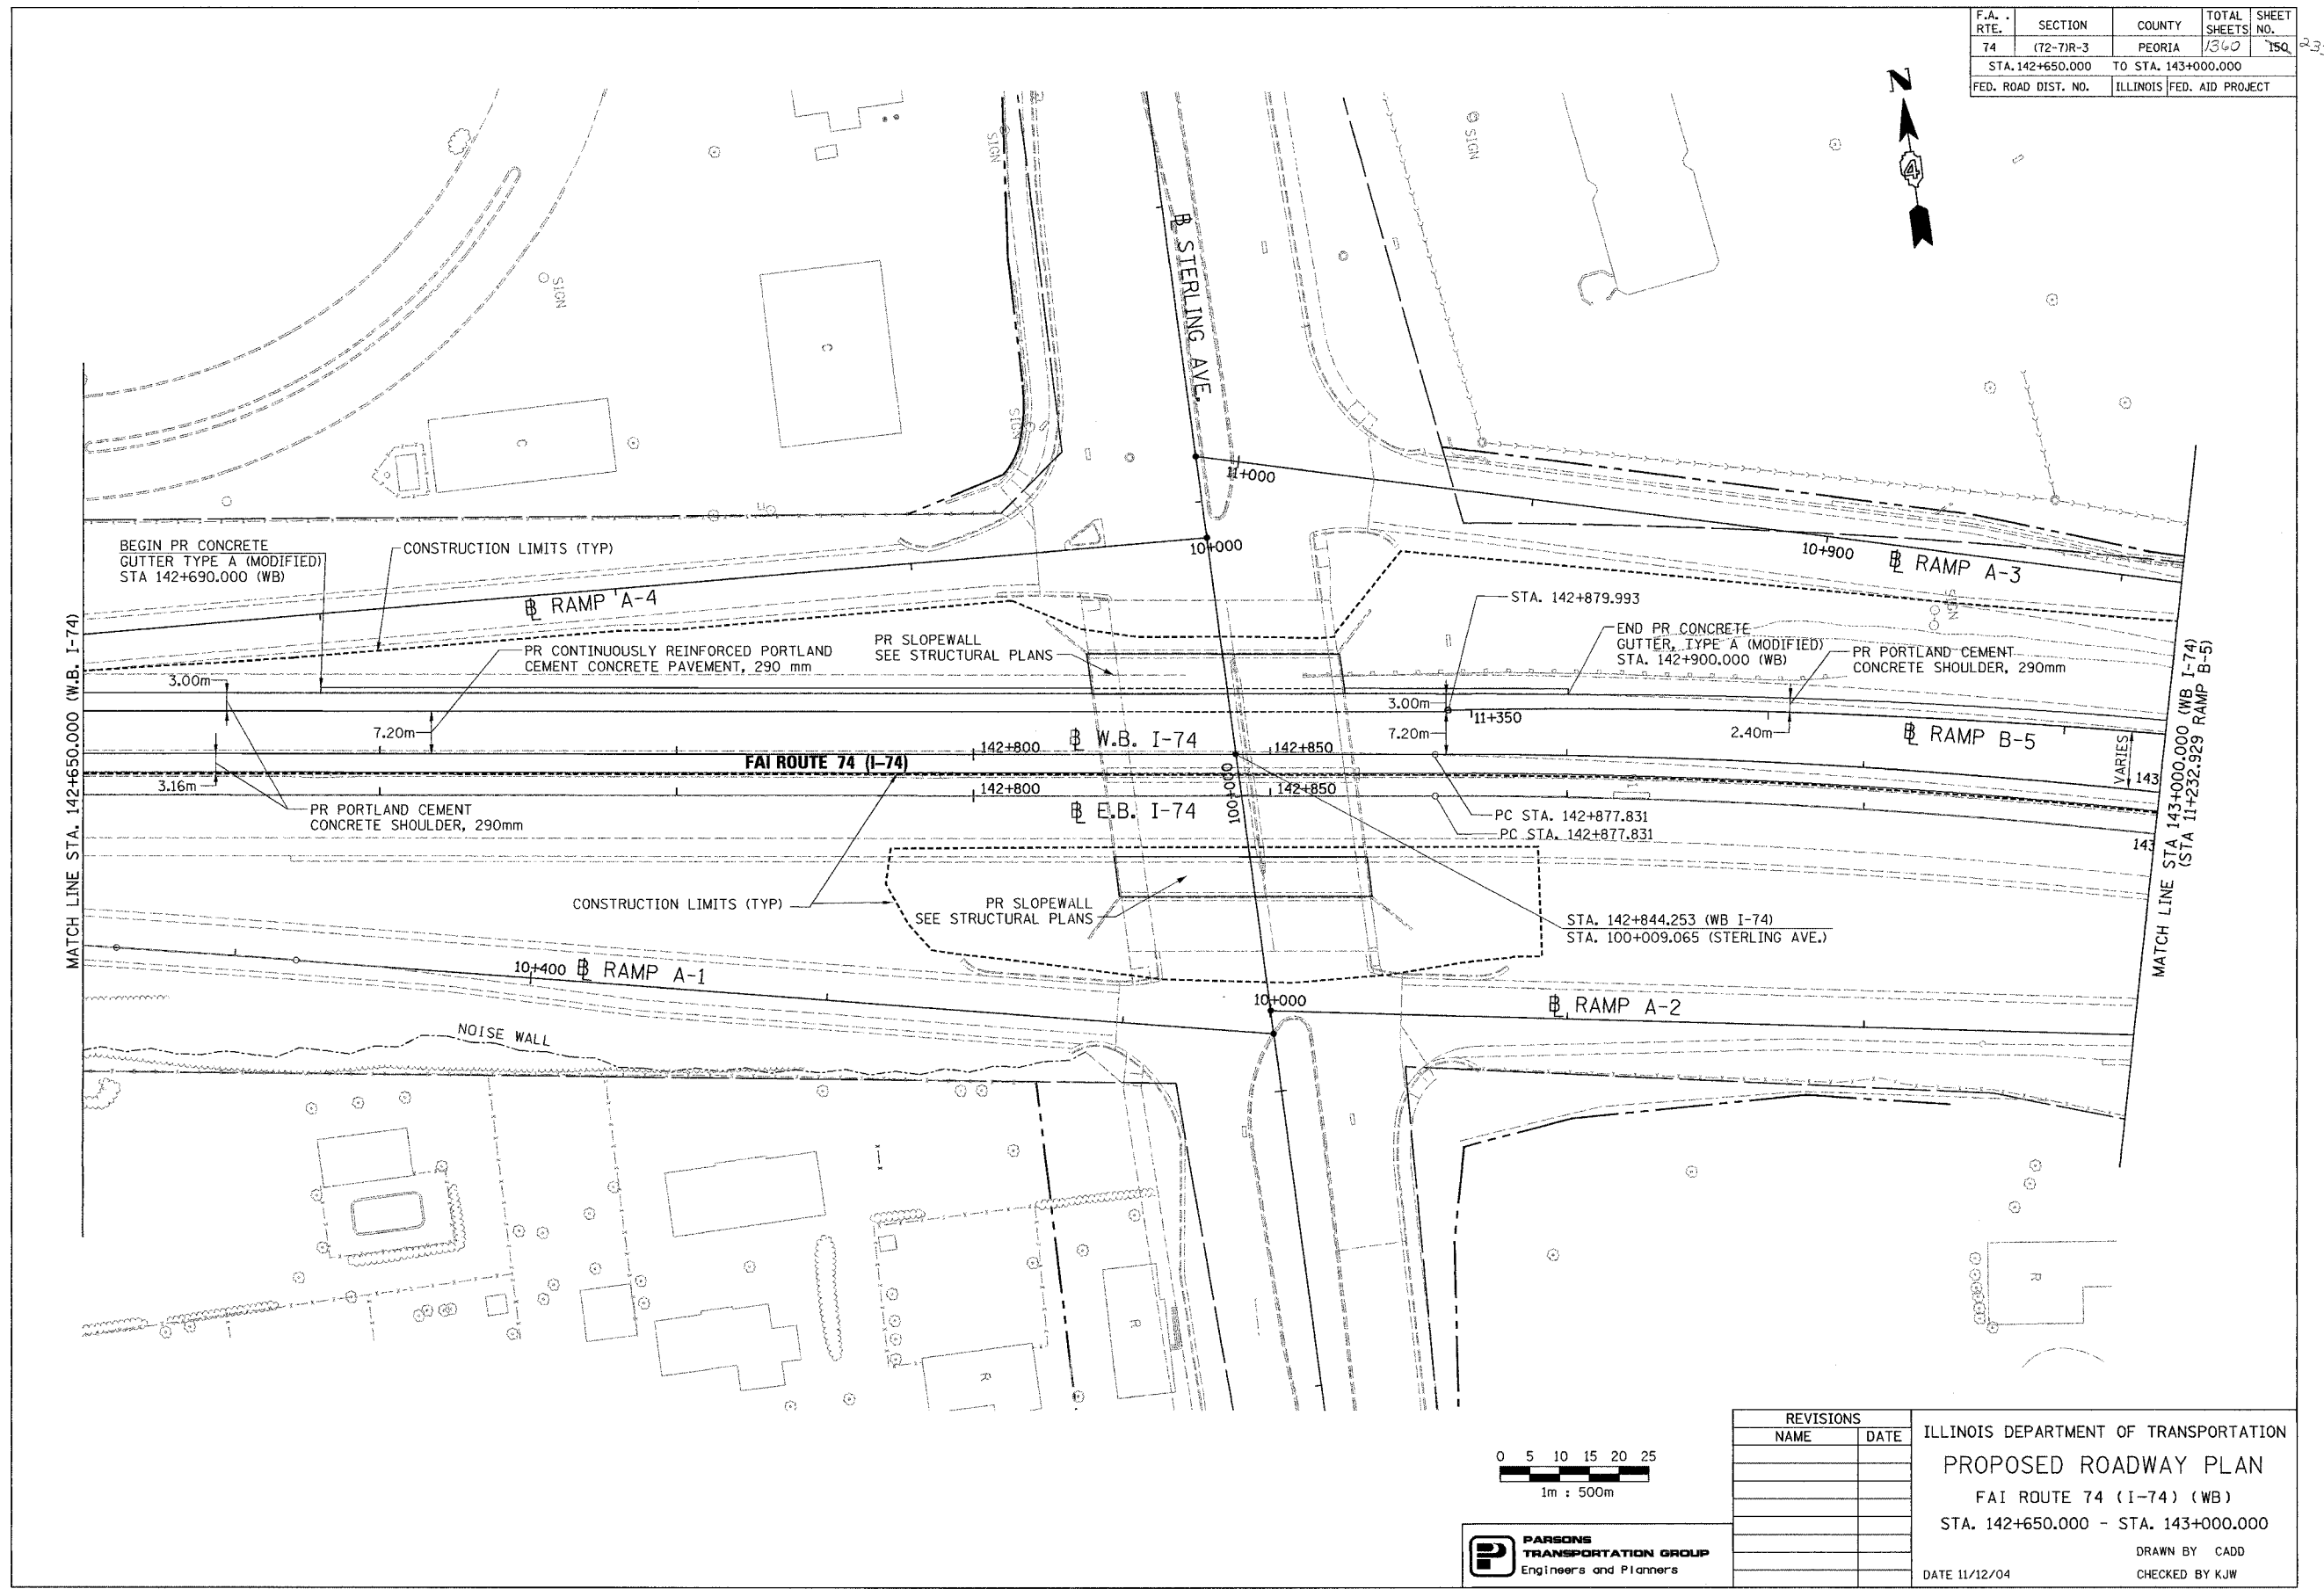 F.A. . RTE. SECTION COUNTY TOTAL SHEETS SHEET NO.
74 (72-7)R-3 PEORIA 1360 150
STA. 142+650.000 TO STA. 143+000.000
FED. ROAD DIST. NO. ILLINOIS FED. AID PROJECT
N
4
SIGN
SIGN
SIGN
SIGN
SIGN
C
C
BL STERLING AVE.
11+000
10+000
10+900
BL RAMP A-3
BEGIN PR CONCRETE
GUTTER TYPE A (MODIFIED)
STA 142+690.000 (WB)
CONSTRUCTION LIMITS (TYP)
BL RAMP A-4
PR CONTINUOUSLY REINFORCED PORTLAND
CEMENT CONCRETE PAVEMENT, 290 mm
PR SLOPEWALL
SEE STRUCTURAL PLANS
STA. 142+879.993
END PR CONCRETE
GUTTER, TYPE A (MODIFIED)
STA. 142+900.000 (WB)
PR PORTLAND CEMENT
CONCRETE SHOULDER, 290mm
MATCH LINE STA. 142+650.000 (W.B. I-74)
3.00m
7.20m
3.16m
3.00m
7.20m
11+350
2.40m
BL RAMP B-5
VARIES
143
143
142+800
BL W.B. I-74
142+850
FAI ROUTE 74 (I-74)
142+800
BL E.B. I-74
142+850
100+000
PR PORTLAND CEMENT
CONCRETE SHOULDER, 290mm
PC STA. 142+877.831
PC STA. 142+877.831
CONSTRUCTION LIMITS (TYP)
PR SLOPEWALL
SEE STRUCTURAL PLANS
STA. 142+844.253 (WB I-74)
STA. 100+009.065 (STERLING AVE.)
MATCH LINE STA 143+000.000 (WB I-74)
(STA 11+232.929 RAMP B-5)
10+400
BL RAMP A-1
10+000
BL RAMP A-2
NOISE WALL
R
R
R
0 5 10 15 20 25
1m : 500m
PARSONS
TRANSPORTATION GROUP
Engineers and Planners
REVISIONS
NAME DATE
ILLINOIS DEPARTMENT OF TRANSPORTATION
PROPOSED ROADWAY PLAN
FAI ROUTE 74 (I-74) (WB)
STA. 142+650.000 - STA. 143+000.000
DRAWN BY CADD
DATE 11/12/04
CHECKED BY KJW